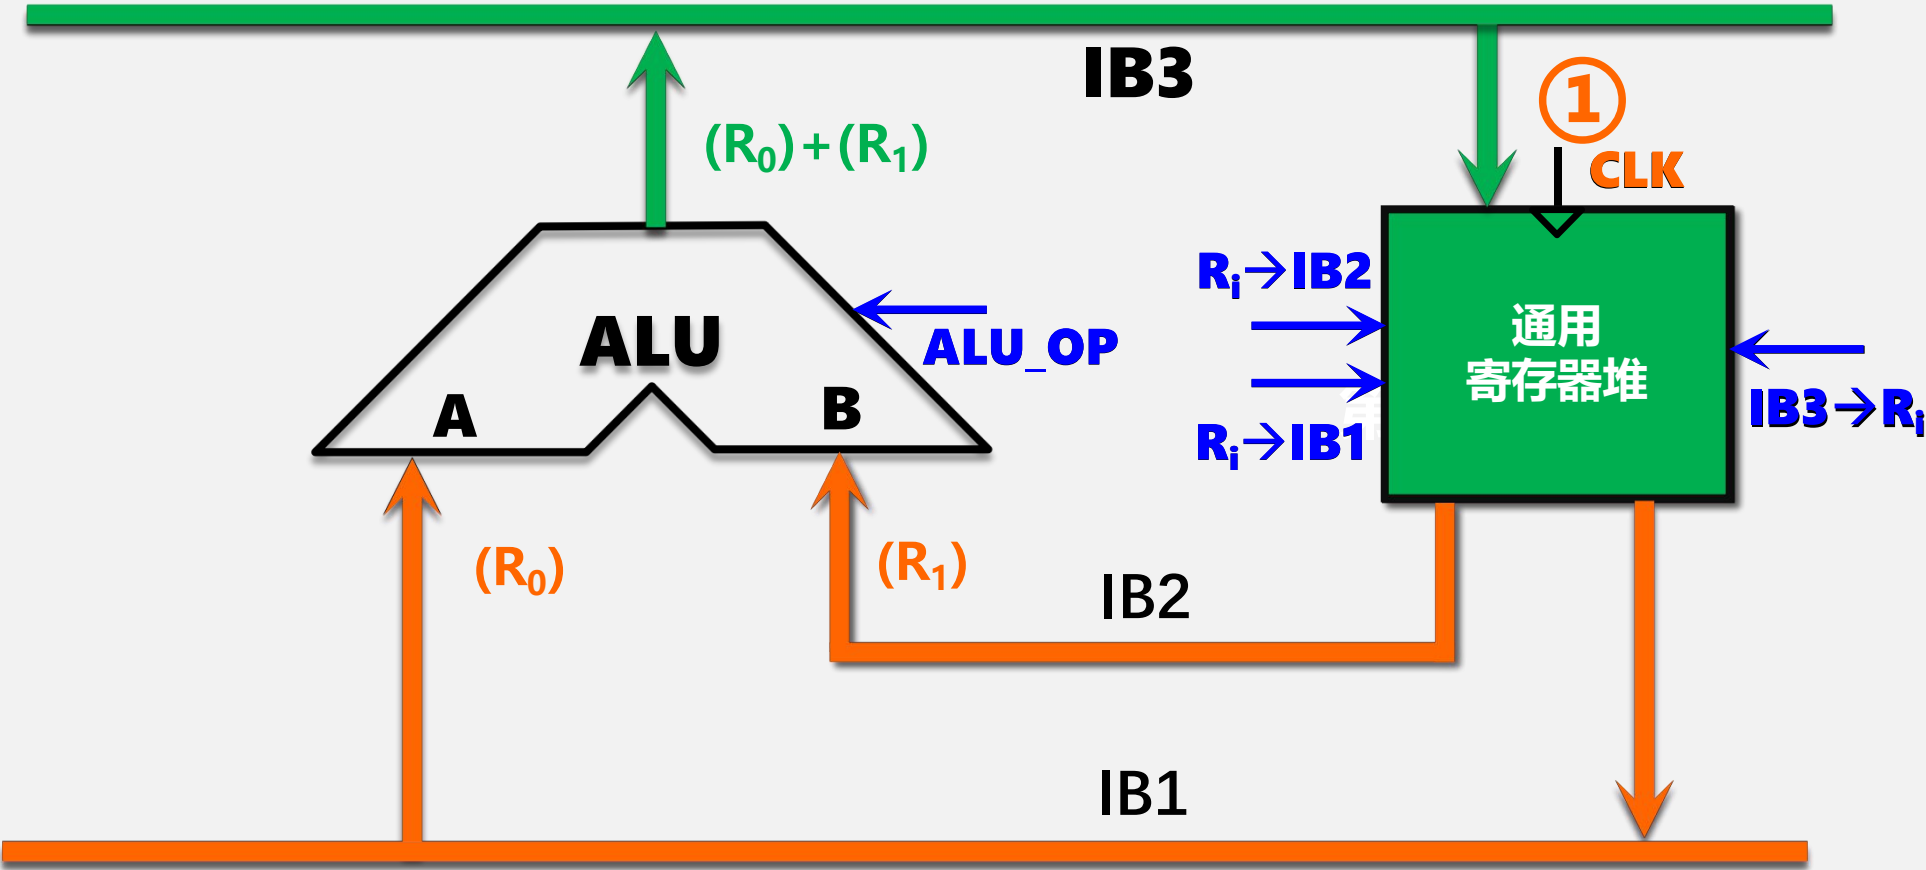 IB3
①
CLK
(R₀)+(R₁)
Rᵢ→IB2
ALU
ALU_OP
通用
寄存器堆
A
B
Rᵢ→IB1
IB3→Rᵢ
(R₀)
(R₁)
IB2
IB1